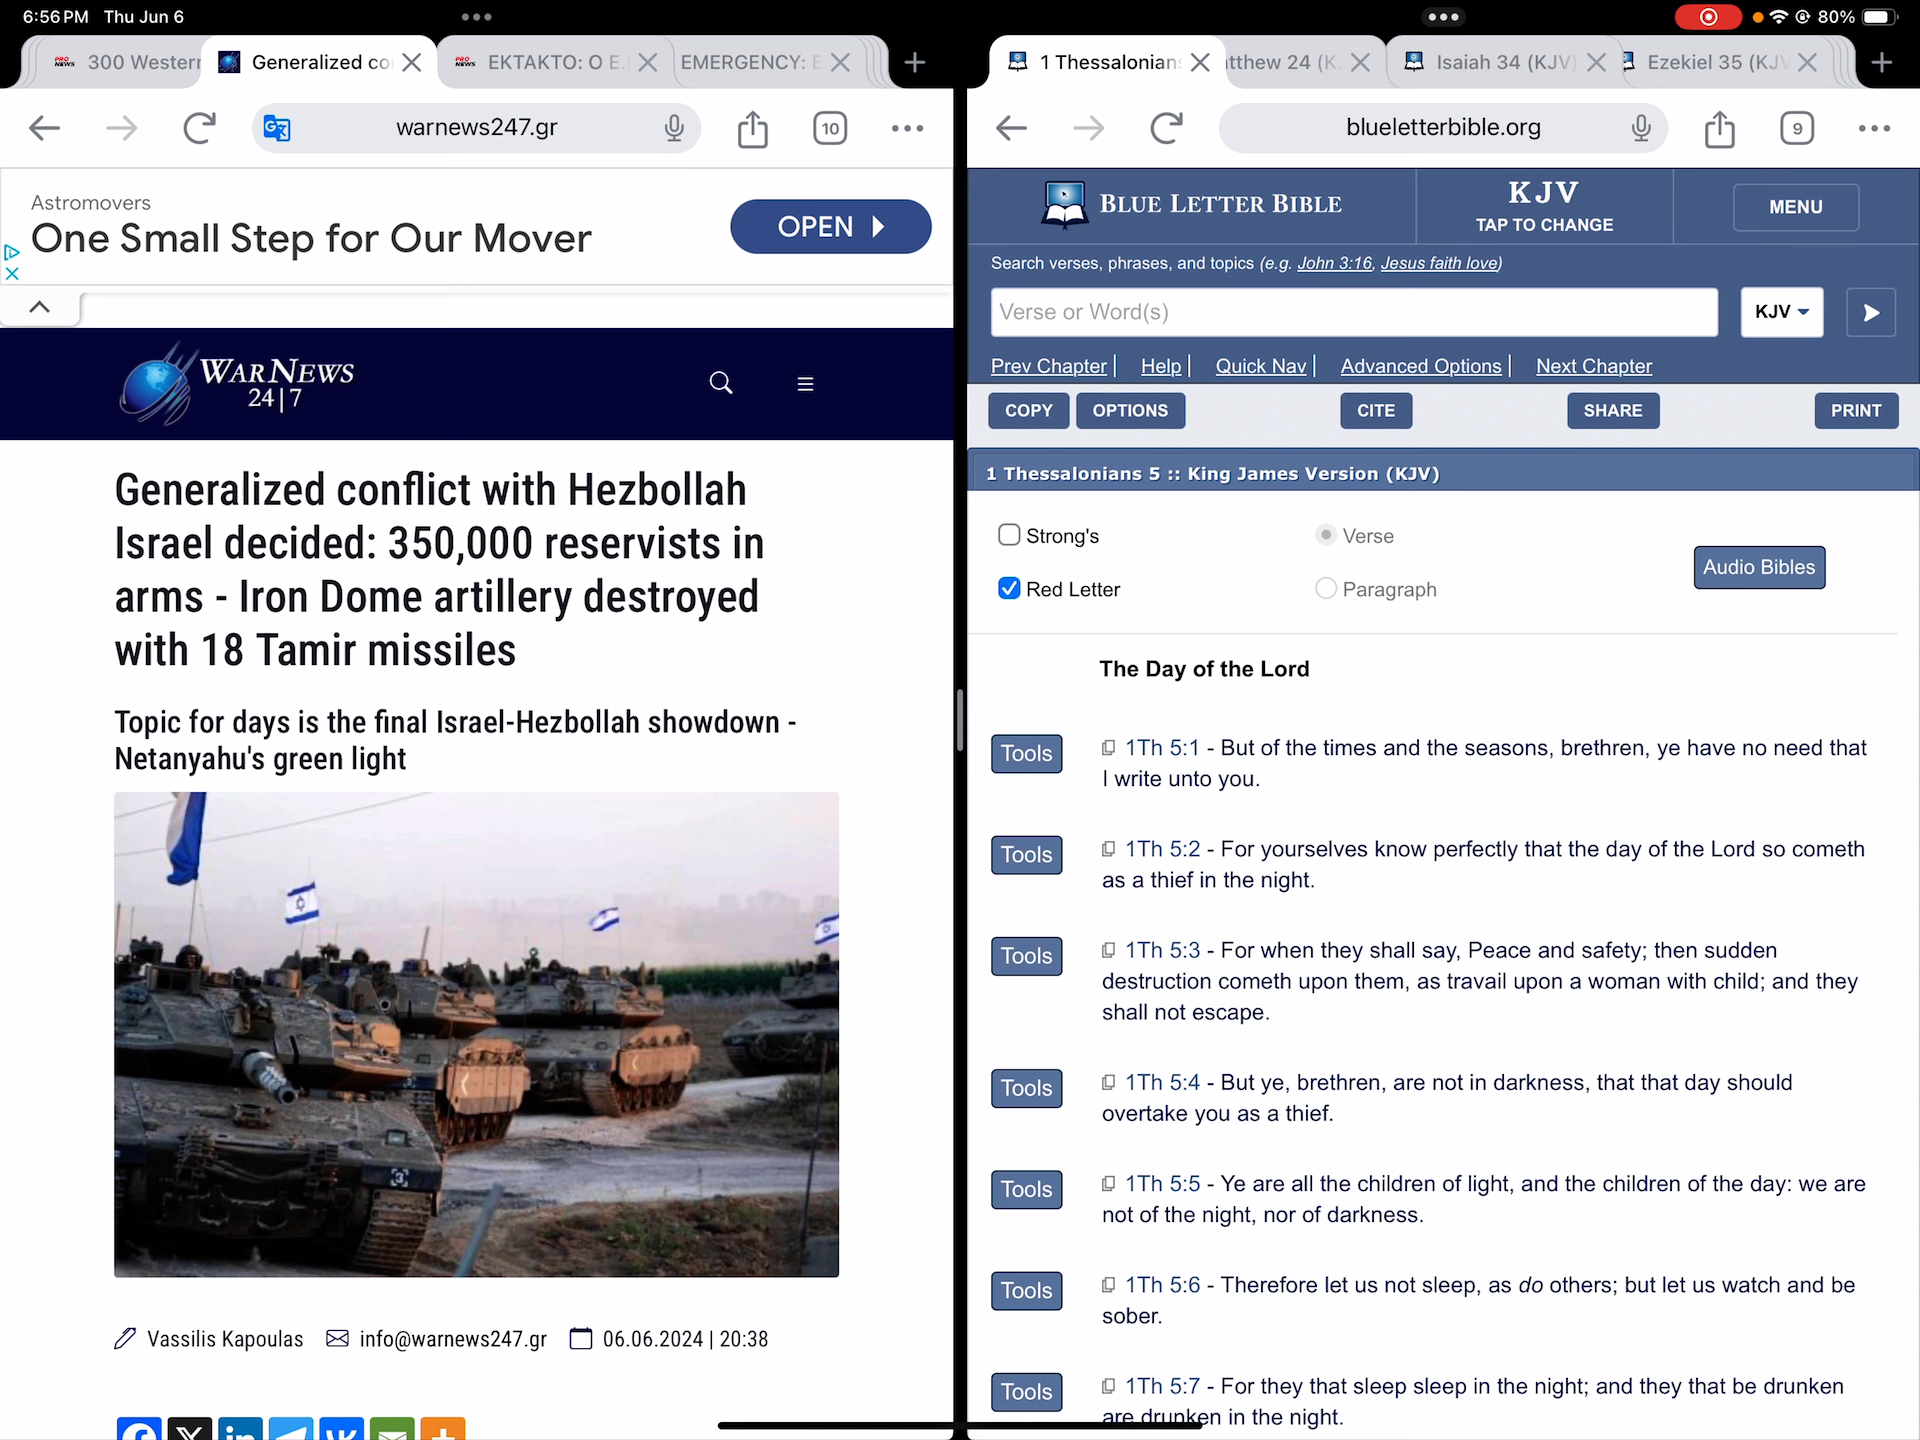 6:56 PM Thu Jun 6
80%
300 Western
Generalized co
EKTAKTO: O E.
EMERGENCY: E
warnews247.gr
10
Astromovers
One Small Step for Our Mover
OPEN
WARNEWS
24|7
Generalized conflict with Hezbollah
Israel decided: 350,000 reservists in
arms - Iron Dome artillery destroyed
with 18 Tamir missiles
Topic for days is the final Israel-Hezbollah showdown -
Netanyahu's green light
Vassilis Kapoulas info@warnews247.gr 06.06.2024 | 20:38
1 Thessalonian
tthew 24 (K
Isaiah 34 (KJV)
Ezekiel 35 (KJV
blueletterbible.org
9
BLUE LETTER BIBLE
KJV
TAP TO CHANGE
MENU
Search verses, phrases, and topics (e.g. John 3:16, Jesus faith love)
Verse or Word(s)
KJV
Prev Chapter | Help | Quick Nav | Advanced Options | Next Chapter
COPY OPTIONS CITE SHARE PRINT
1 Thessalonians 5 :: King James Version (KJV)
Strong's
Verse
Red Letter
Paragraph
Audio Bibles
The Day of the Lord
Tools
1Th 5:1 - But of the times and the seasons, brethren, ye have no need that
I write unto you.
Tools
1Th 5:2 - For yourselves know perfectly that the day of the Lord so cometh
as a thief in the night.
Tools
1Th 5:3 - For when they shall say, Peace and safety; then sudden
destruction cometh upon them, as travail upon a woman with child; and they
shall not escape.
Tools
1Th 5:4 - But ye, brethren, are not in darkness, that that day should
overtake you as a thief.
Tools
1Th 5:5 - Ye are all the children of light, and the children of the day: we are
not of the night, nor of darkness.
Tools
1Th 5:6 - Therefore let us not sleep, as do others; but let us watch and be
sober.
Tools
1Th 5:7 - For they that sleep sleep in the night; and they that be drunken
are drunken in the night.